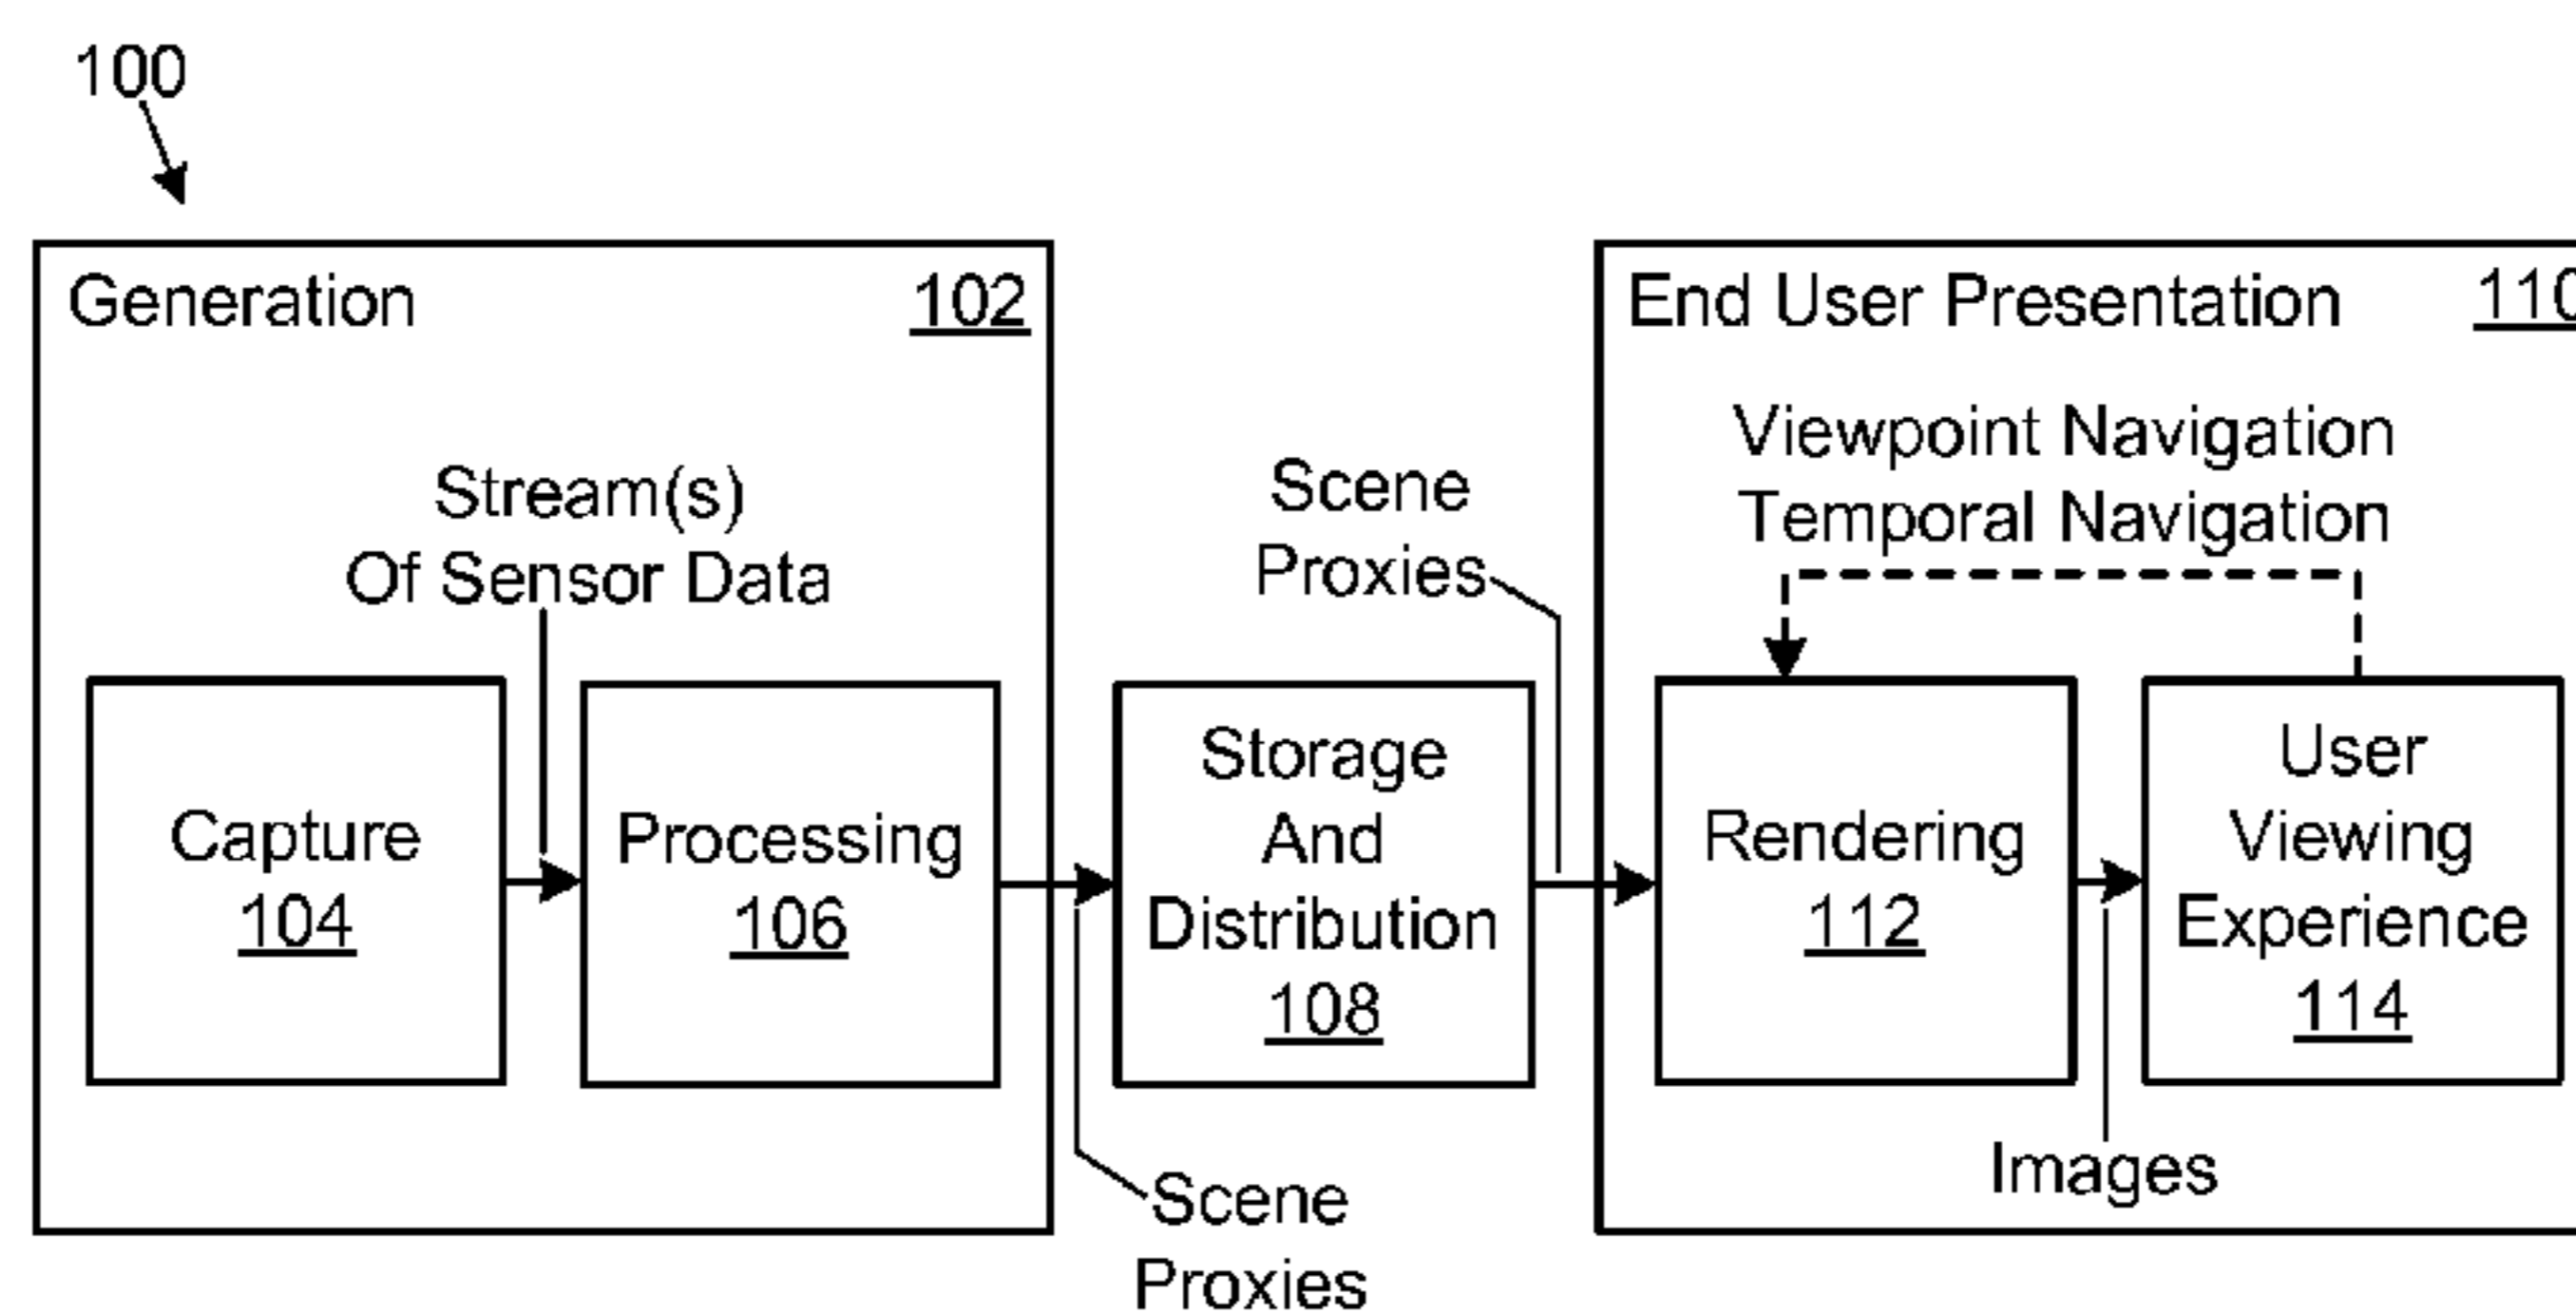 100
Generation 102
Stream(s)
Of Sensor Data
Capture
104
Processing
106
Scene
Proxies
Storage
And
Distribution
108
Scene
Proxies
End User Presentation 110
Viewpoint Navigation
Temporal Navigation
Rendering
112
Images
User
Viewing
Experience
114